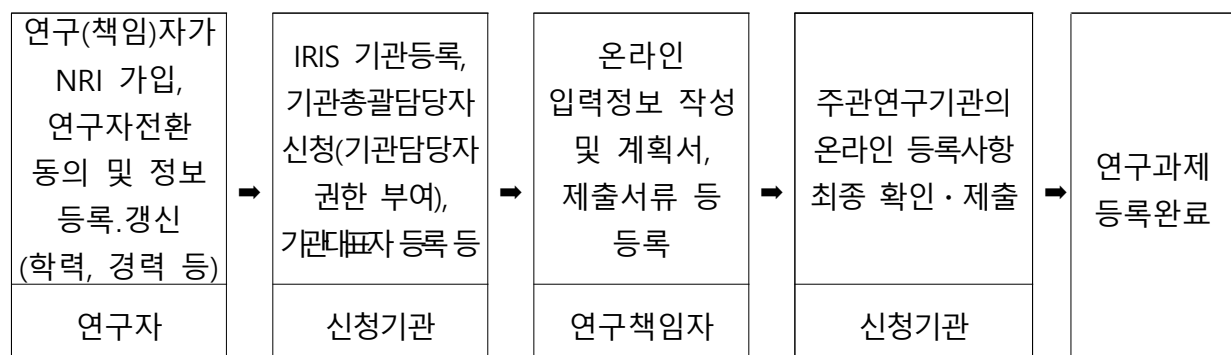 연구(책임)자가
NRI 가입,
연구자전환
동의 및 정보
등록.갱신
(학력, 경력 등)
연구자
➡
IRIS 기관등록,
기관총괄담당자
신청(기관담당자
권한 부여),
기관대표자 등록 등
신청기관
➡
온라인
입력정보 작성
및 계획서,
제출서류 등
등록
연구책임자
➡
주관연구기관의
온라인 등록사항
최종 확인・제출
신청기관
➡
연구과제
등록완료